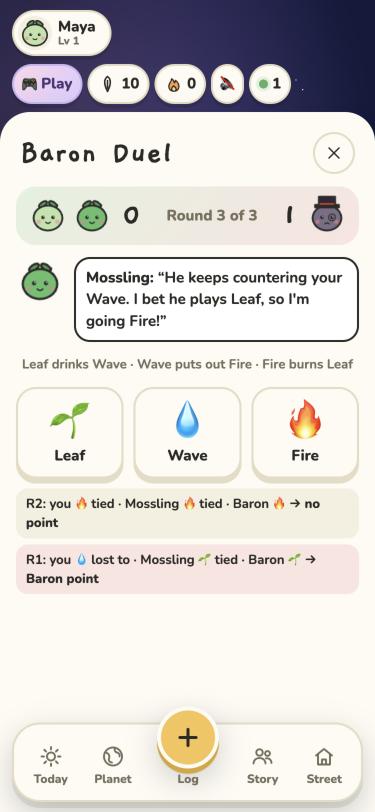 Maya
Lv 1
Play
10
0
1
Baron Duel
0
Round 3 of 3
1
Mossling: “He keeps countering your
Wave. I bet he plays Leaf, so I'm
going Fire!”
Leaf drinks Wave · Wave puts out Fire · Fire burns Leaf
Leaf
Wave
Fire
R2: you 🔥 tied · Mossling 🔥 tied · Baron 🔥 → no
point
R1: you 💧 lost to · Mossling 🌱 tied · Baron 🌱 →
Baron point
Today
Planet
Log
Story
Street